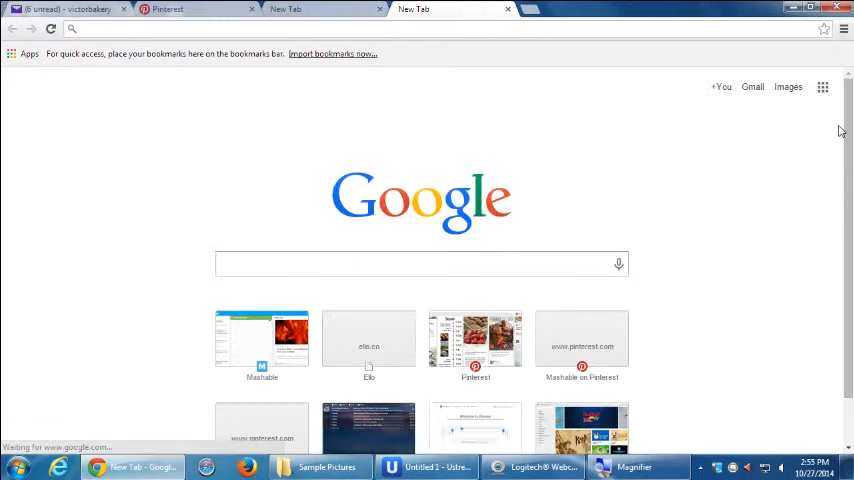 (6 unread) - victorbakery
Pinterest
New Tab
New Tab
Apps For quick access, place your bookmarks here on the bookmarks bar. Import bookmarks now...
+You Gmail Images
Google
ello.co
www.pinterest.com
Mashable
Ello
Pinterest
Mashable on Pinterest
www.pinterest.com
Waiting for www.google.com...
New Tab - Googl...
Sample Pictures
Untitled 1 - Ustre...
Logitech® Webc...
Magnifier
2:55 PM
10/27/2014